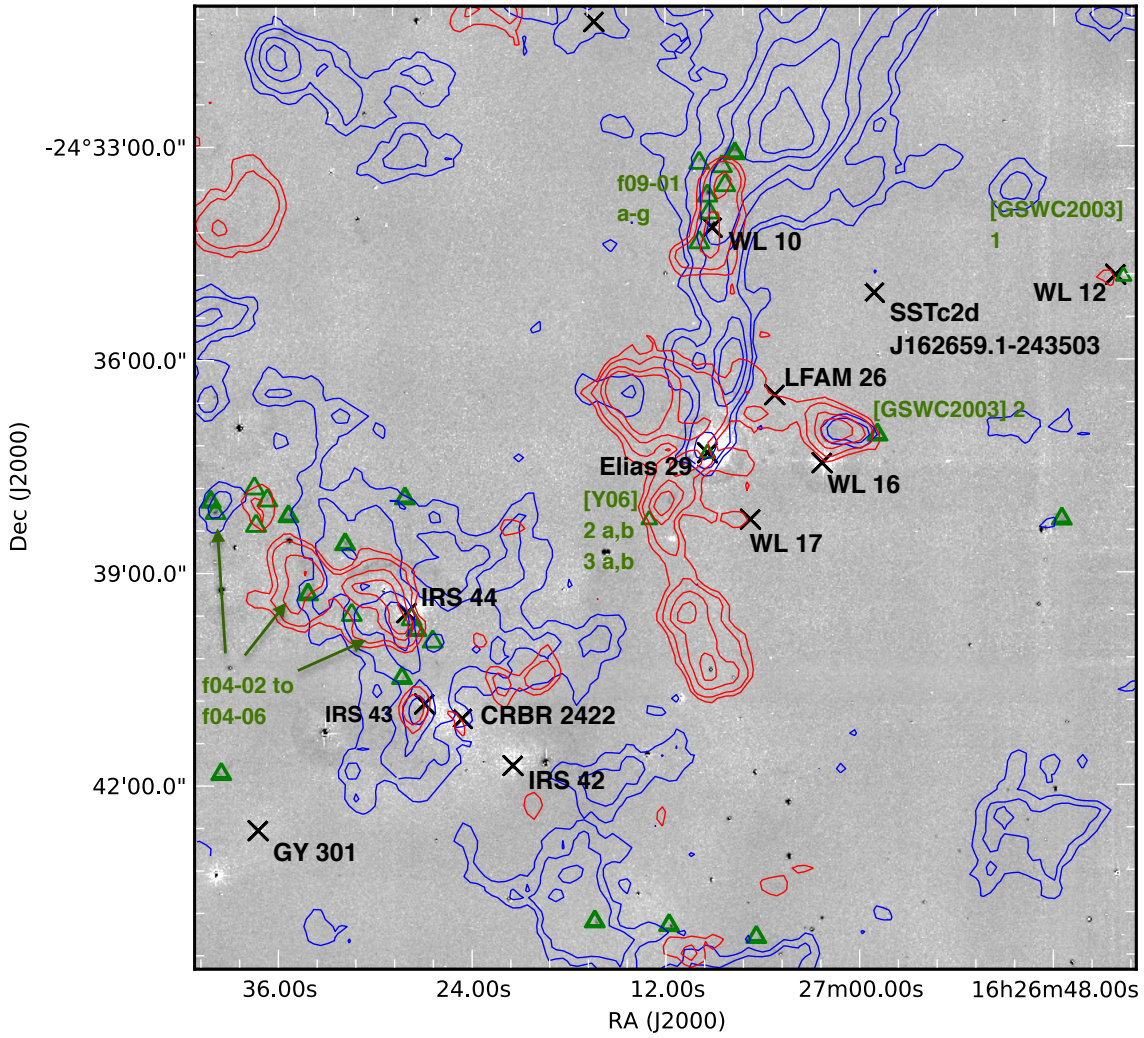 -24°33'00.0"
f09-01
a-g
[GSWC2003]
1
WL 10
WL 12
SSTc2d
J162659.1-243503
36'00.0"
LFAM 26
[GSWC2003] 2
Elias 29
WL 16
[Y06]
2 a,b
3 a,b
WL 17
Dec (J2000)
39'00.0"
IRS 44
f04-02 to
f04-06
IRS 43
CRBR 2422
42'00.0"
IRS 42
GY 301
36.00s
24.00s
12.00s
27m00.00s
16h26m48.00s
RA (J2000)